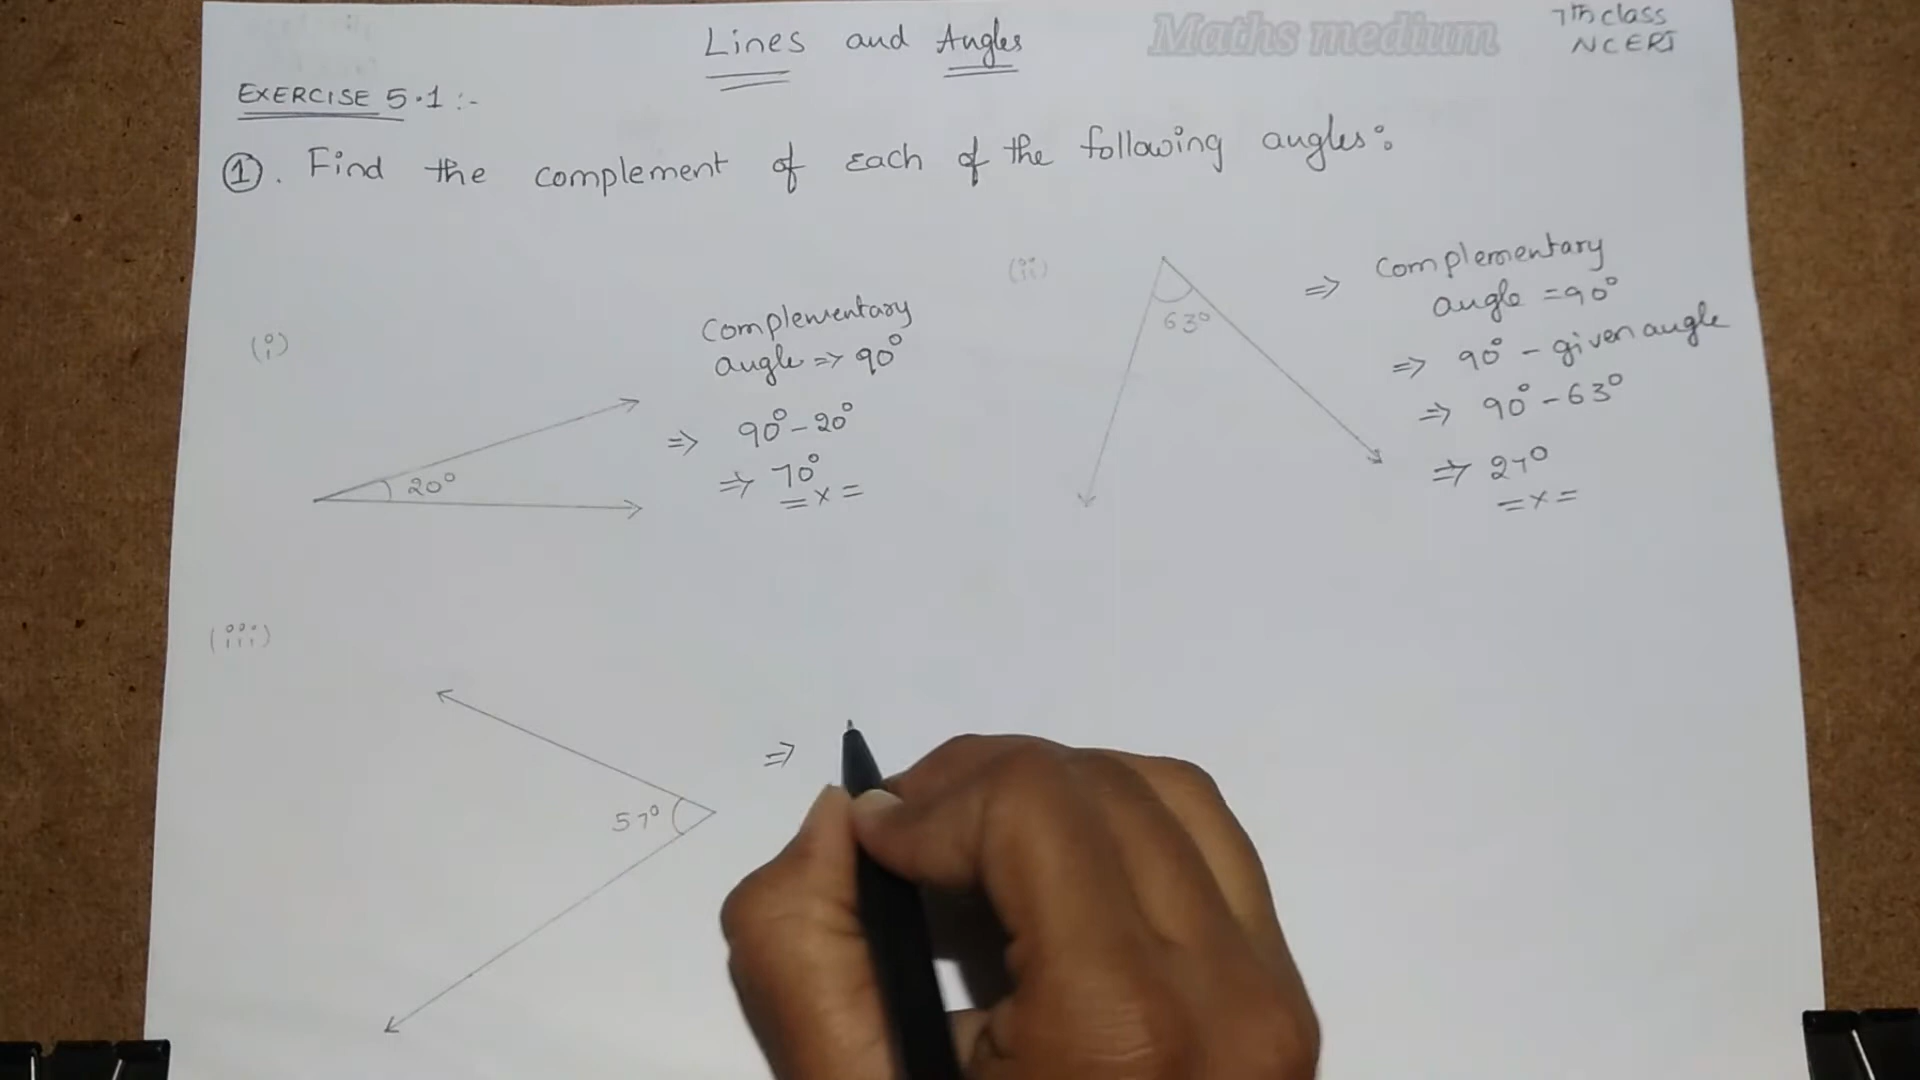 Lines and Angles
Maths medium
7th class
NCERT
EXERCISE 5.1 :-
① . Find the complement of Each of the following angles:
(i)
20°
Complementary
angle => 90°
=> 90° - 20°
=> 70°
= x =
(ii)
63°
=> Complementary
angle = 90°
=> 90° - given angle
=> 90° - 63°
=> 27°
= x =
(iii)
57°
=>